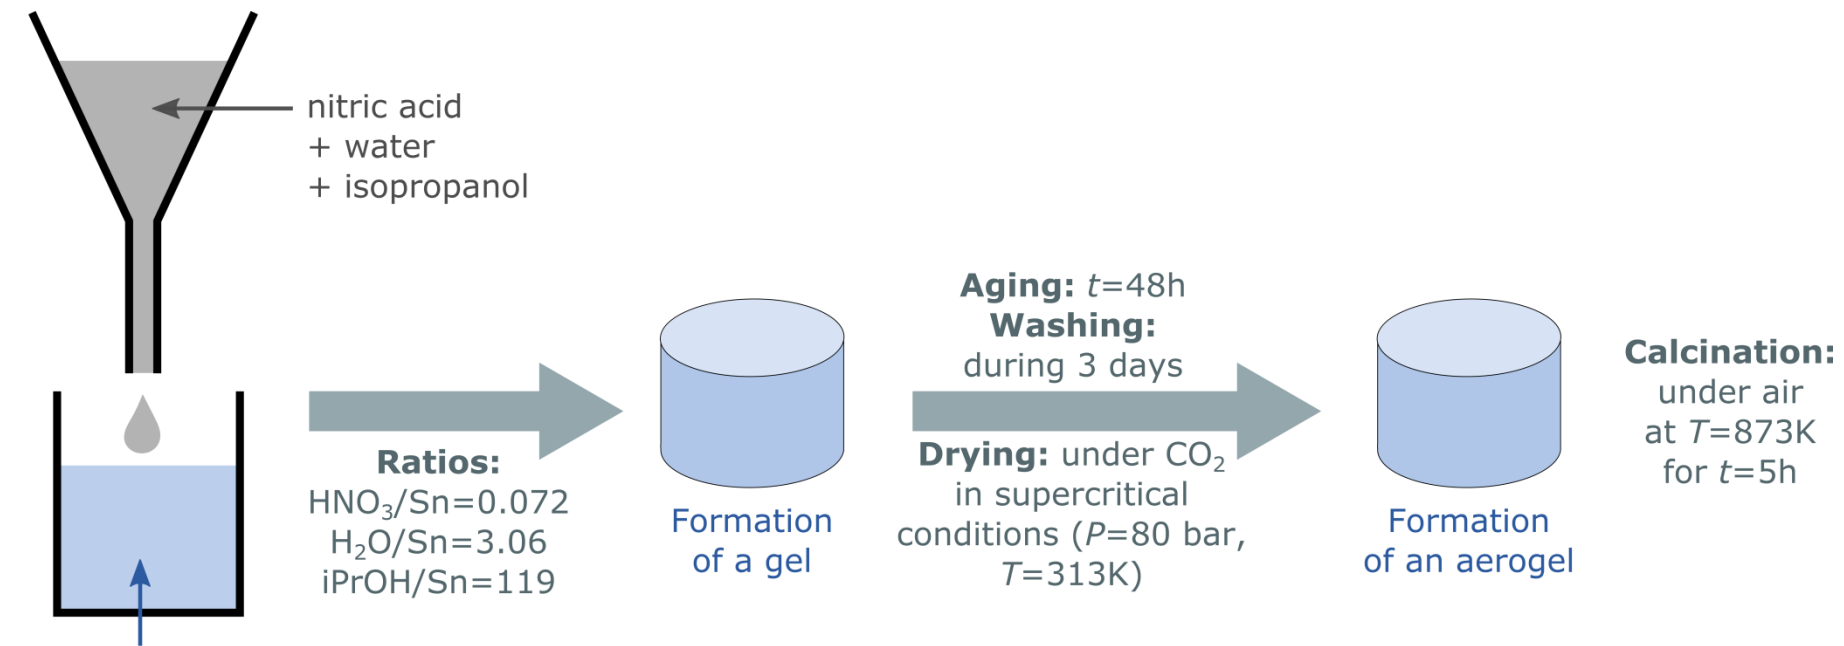 nitric acid
+ water
+ isopropanol
Ratios:
HNO₃/Sn=0.072
H₂O/Sn=3.06
iPrOH/Sn=119
Formation
of a gel
Aging: t=48h
Washing:
during 3 days
Drying: under CO₂
in supercritical
conditions (P=80 bar,
T=313K)
Formation
of an aerogel
Calcination:
under air
at T=873K
for t=5h